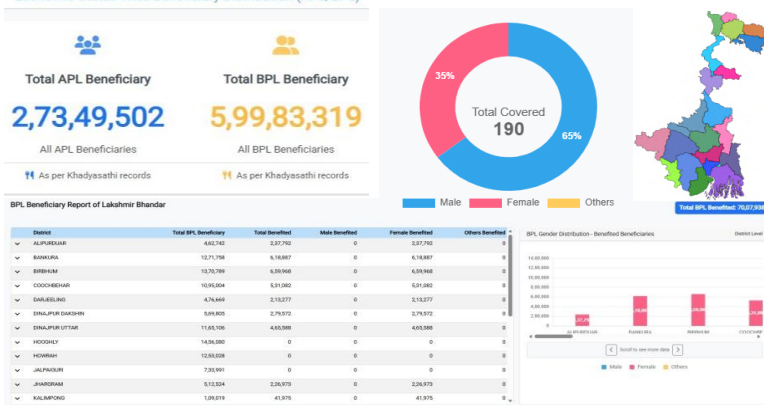 Total APL Beneficiary
2,73,49,502
All APL Beneficiaries
As per Khadyasathi records
Total BPL Beneficiary
5,99,83,319
All BPL Beneficiaries
As per Khadyasathi records
35%
Total Covered
190
65%
Male Female Others
Total BPL Benefited: 70,07,938
BPL Beneficiary Report of Lakshmir Bhandar
District Total BPL Beneficiary Total Benefited Male Benefited Female Benefited Others Benefited
ALIPURDUAR 4,62,742 2,37,792 0 2,37,792 0
BANKURA 12,71,758 6,18,887 0 6,18,887 0
BIRBHUM 13,70,789 6,59,968 0 6,59,968 0
COOCHBEHAR 10,95,004 5,31,082 0 5,31,082 0
DARJEELING 4,76,669 2,13,277 0 2,13,277 0
DINAJPUR DAKSHIN 5,69,805 2,79,572 0 2,79,572 0
DINAJPUR UTTAR 11,65,106 4,65,588 0 4,65,588 0
HOOGHLY 14,56,080 0 0 0 0
HOWRAH 12,53,028 0 0 0 0
JALPAIGURI 7,33,991 0 0 0 0
JHARGRAM 5,12,524 2,26,973 0 2,26,973 0
KALIMPONG 1,09,019 41,975 0 41,975 0
BPL Gender Distribution - Benefited Beneficiaries
District Level
14,00,000
12,00,000
10,00,000
8,00,000
6,00,000
4,00,000
2,00,000
0
Scroll to see more data
Male Female Others